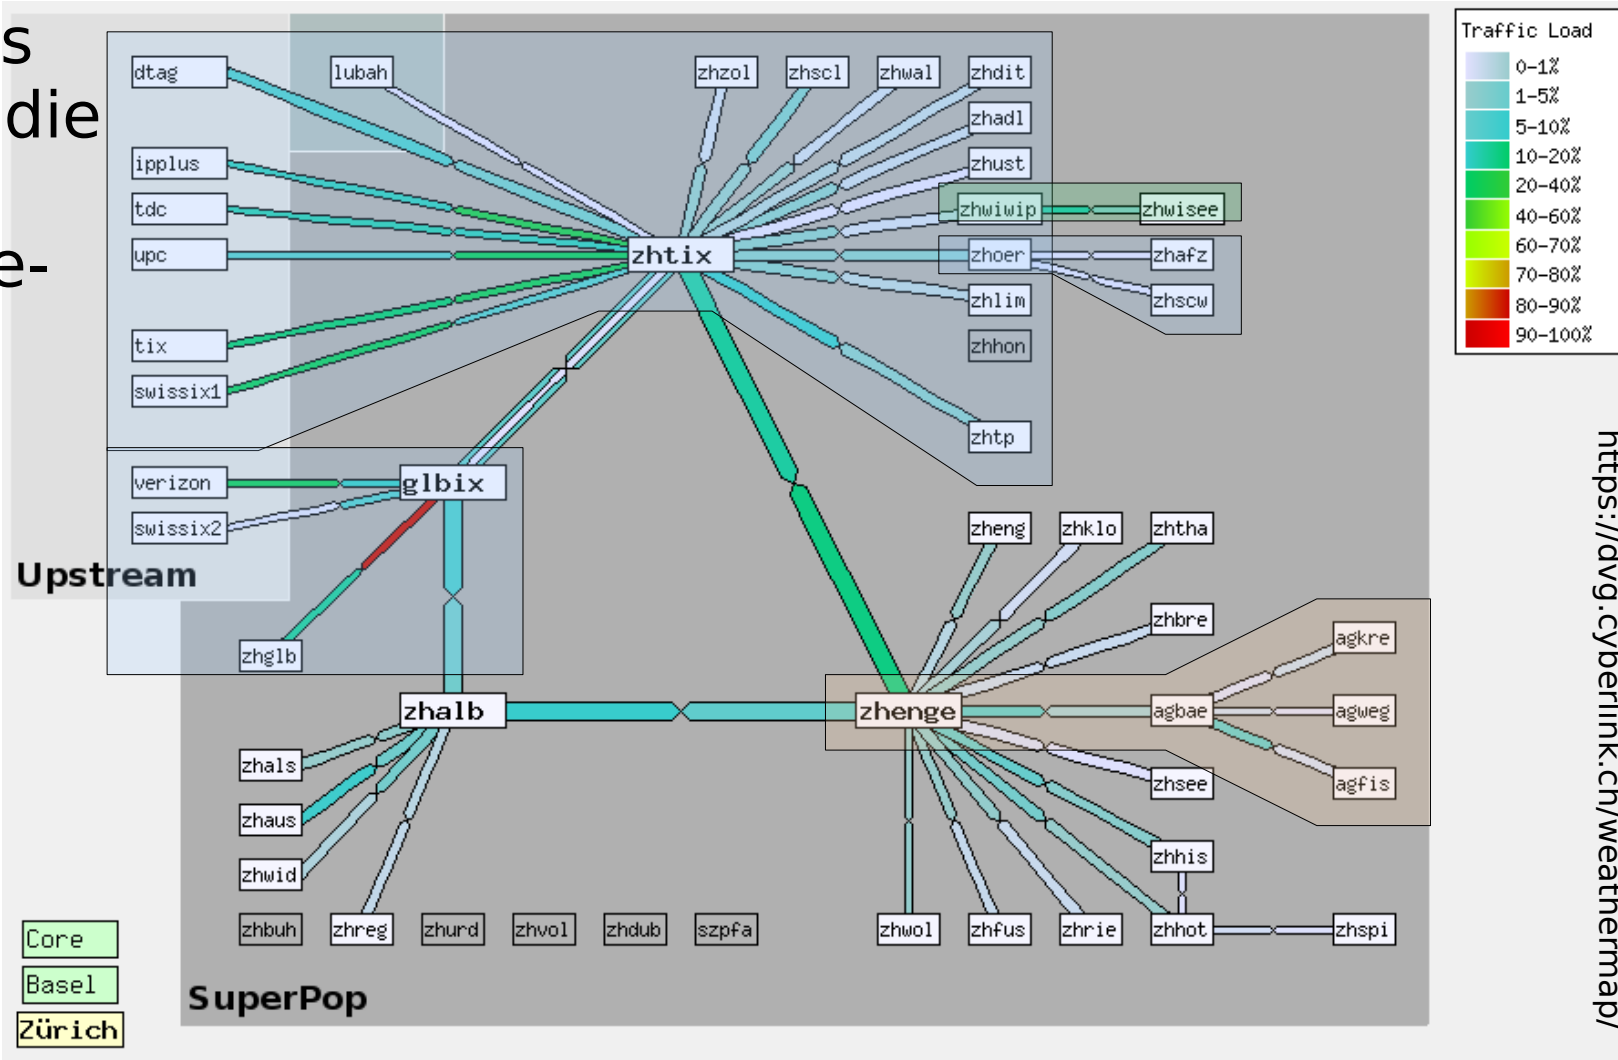 s
die
e-
dtag
lubah
zhzol
zhscl
zhwal
zhdit
zhadl
ipplus
zhust
tdc
zhwiwip
zhwisee
upc
zhtix
zhoer
zhafz
zhlim
zhscw
tix
zhhon
swissix1
zhtp
verizon
glbix
swissix2
zheng
zhklo
zhtha
Upstream
zhbre
zhglb
agkre
zhalb
zhenge
agbae
agweg
zhals
zhsee
agfis
zhaus
zhhis
zhwid
zhbuh
zhreg
zhurd
zhvol
zhdub
szpfa
zhwol
zhfus
zhrie
zhhot
zhspi
Core
Basel
Zürich
SuperPop
Traffic Load
0-1%
1-5%
5-10%
10-20%
20-40%
40-60%
60-70%
70-80%
80-90%
90-100%
https://dvg.cyberlink.ch/weathermap/